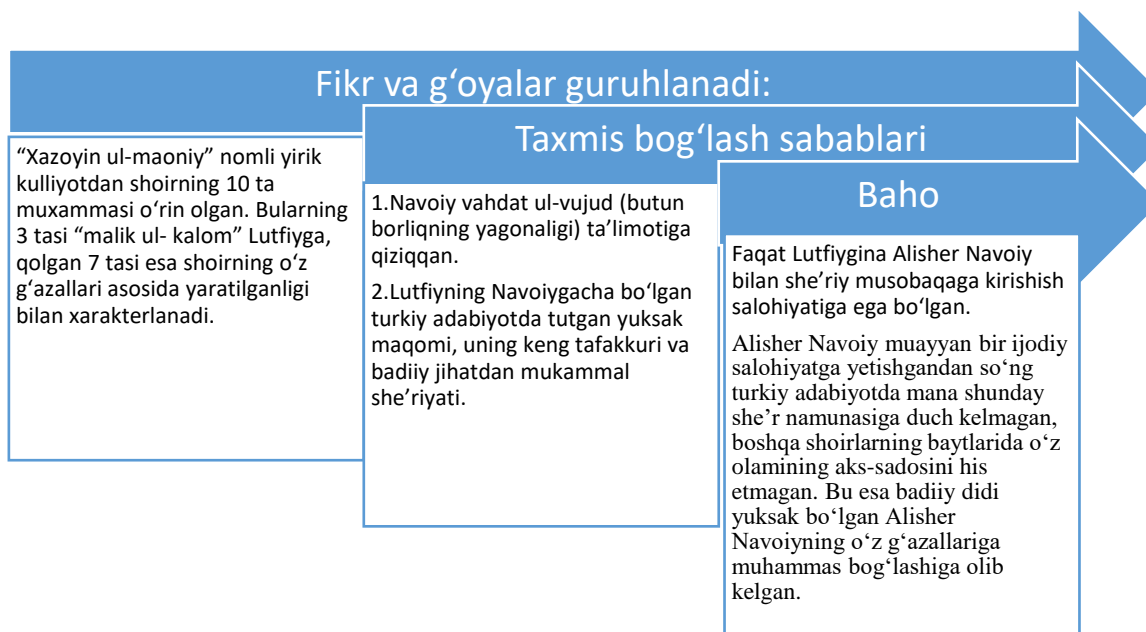 Fikr va g‘oyalar guruhlanadi:
“Xazoyin ul-maoniy” nomli yirik
kulliyotdan shoirning 10 ta
muxammasi o‘rin olgan. Bularning
3 tasi “malik ul- kalom” Lutfiyga,
qolgan 7 tasi esa shoirning o‘z
g‘azallari asosida yaratilganligi
bilan xarakterlanadi.
Taxmis bog‘lash sabablari
1.Navoiy vahdat ul-vujud (butun
borliqning yagonaligi) ta’limotiga
qiziqqan.
2.Lutfiyning Navoiygacha bo‘lgan
turkiy adabiyotda tutgan yuksak
maqomi, uning keng tafakkuri va
badiiy jihatdan mukammal
she’riyati.
Baho
Faqat Lutfiygina Alisher Navoiy
bilan she’riy musobaqaga kirishish
salohiyatiga ega bo‘lgan.
Alisher Navoiy muayyan bir ijodiy
salohiyatga yetishgandan so‘ng
turkiy adabiyotda mana shunday
she’r namunasiga duch kelmagan,
boshqa shoirlarning baytlarida o‘z
olamining aks-sadosini his
etmagan. Bu esa badiiy didi
yuksak bo‘lgan Alisher
Navoiyning o‘z g‘azallariga
muhammas bog‘lashiga olib
kelgan.